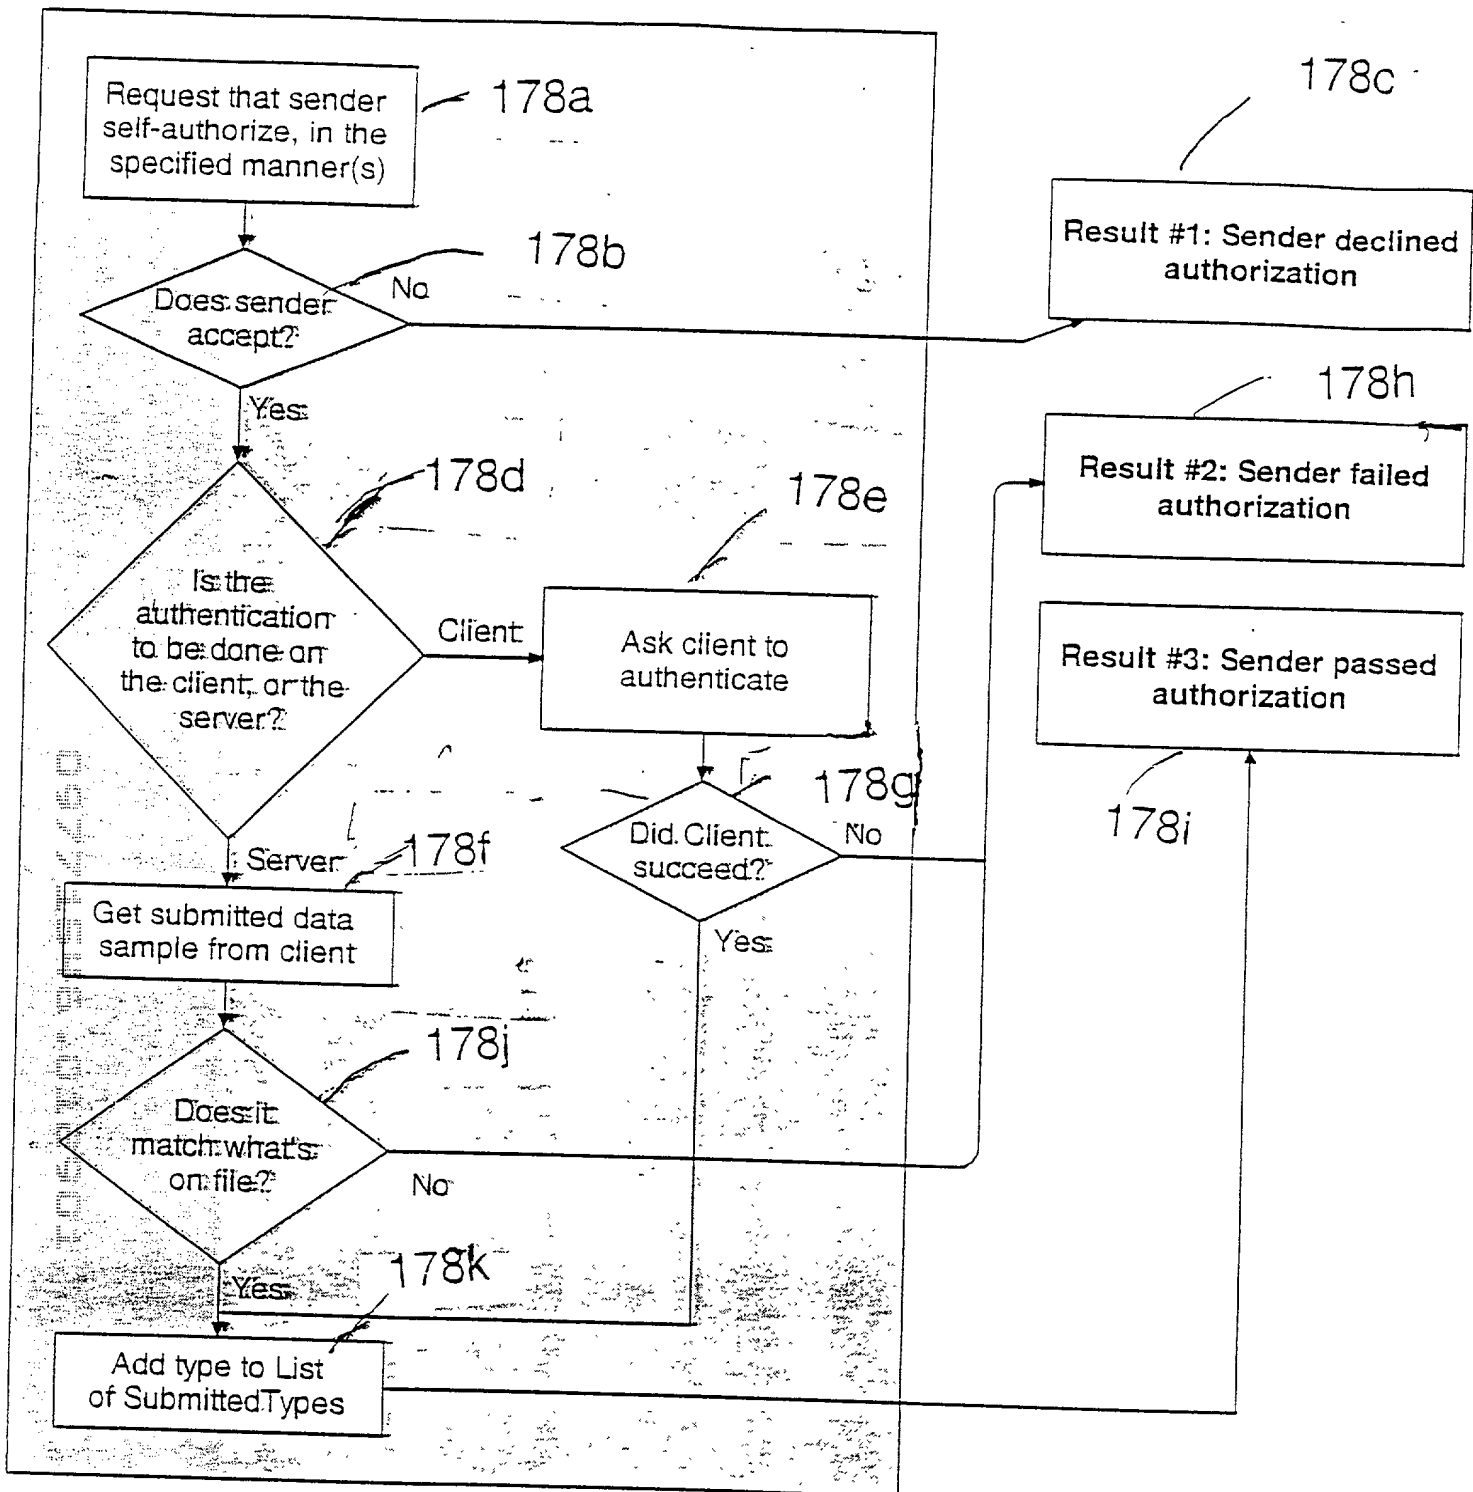 Request that sender
self-authorize, in the
specified manner(s)
178a
178c
Result #1: Sender declined
authorization
178b
Does sender
accept?
No
Yes
178h
Result #2: Sender failed
authorization
178d
178e
Is the
authentication
to be done on
the client, or the
server?
Client
Ask client to
authenticate
Result #3: Sender passed
authorization
178i
178g
Did Client
succeed?
No
Yes
Server
178f
Get submitted data
sample from client
178j
Does it
match what's
on file?
No
Yes
178k
Add type to List
of Submitted Types